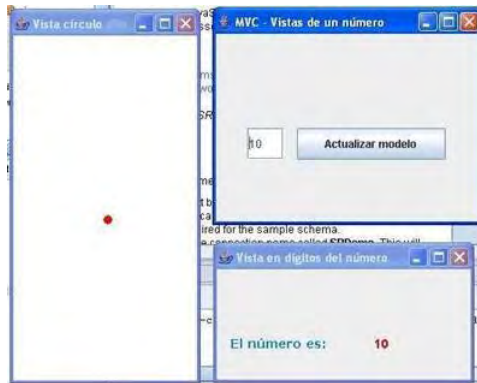 Vista círculo
MVC - Vistas de un número
10
Actualizar modelo
ired for the sample schema.
Vista en dígitos del número
El número es: 10